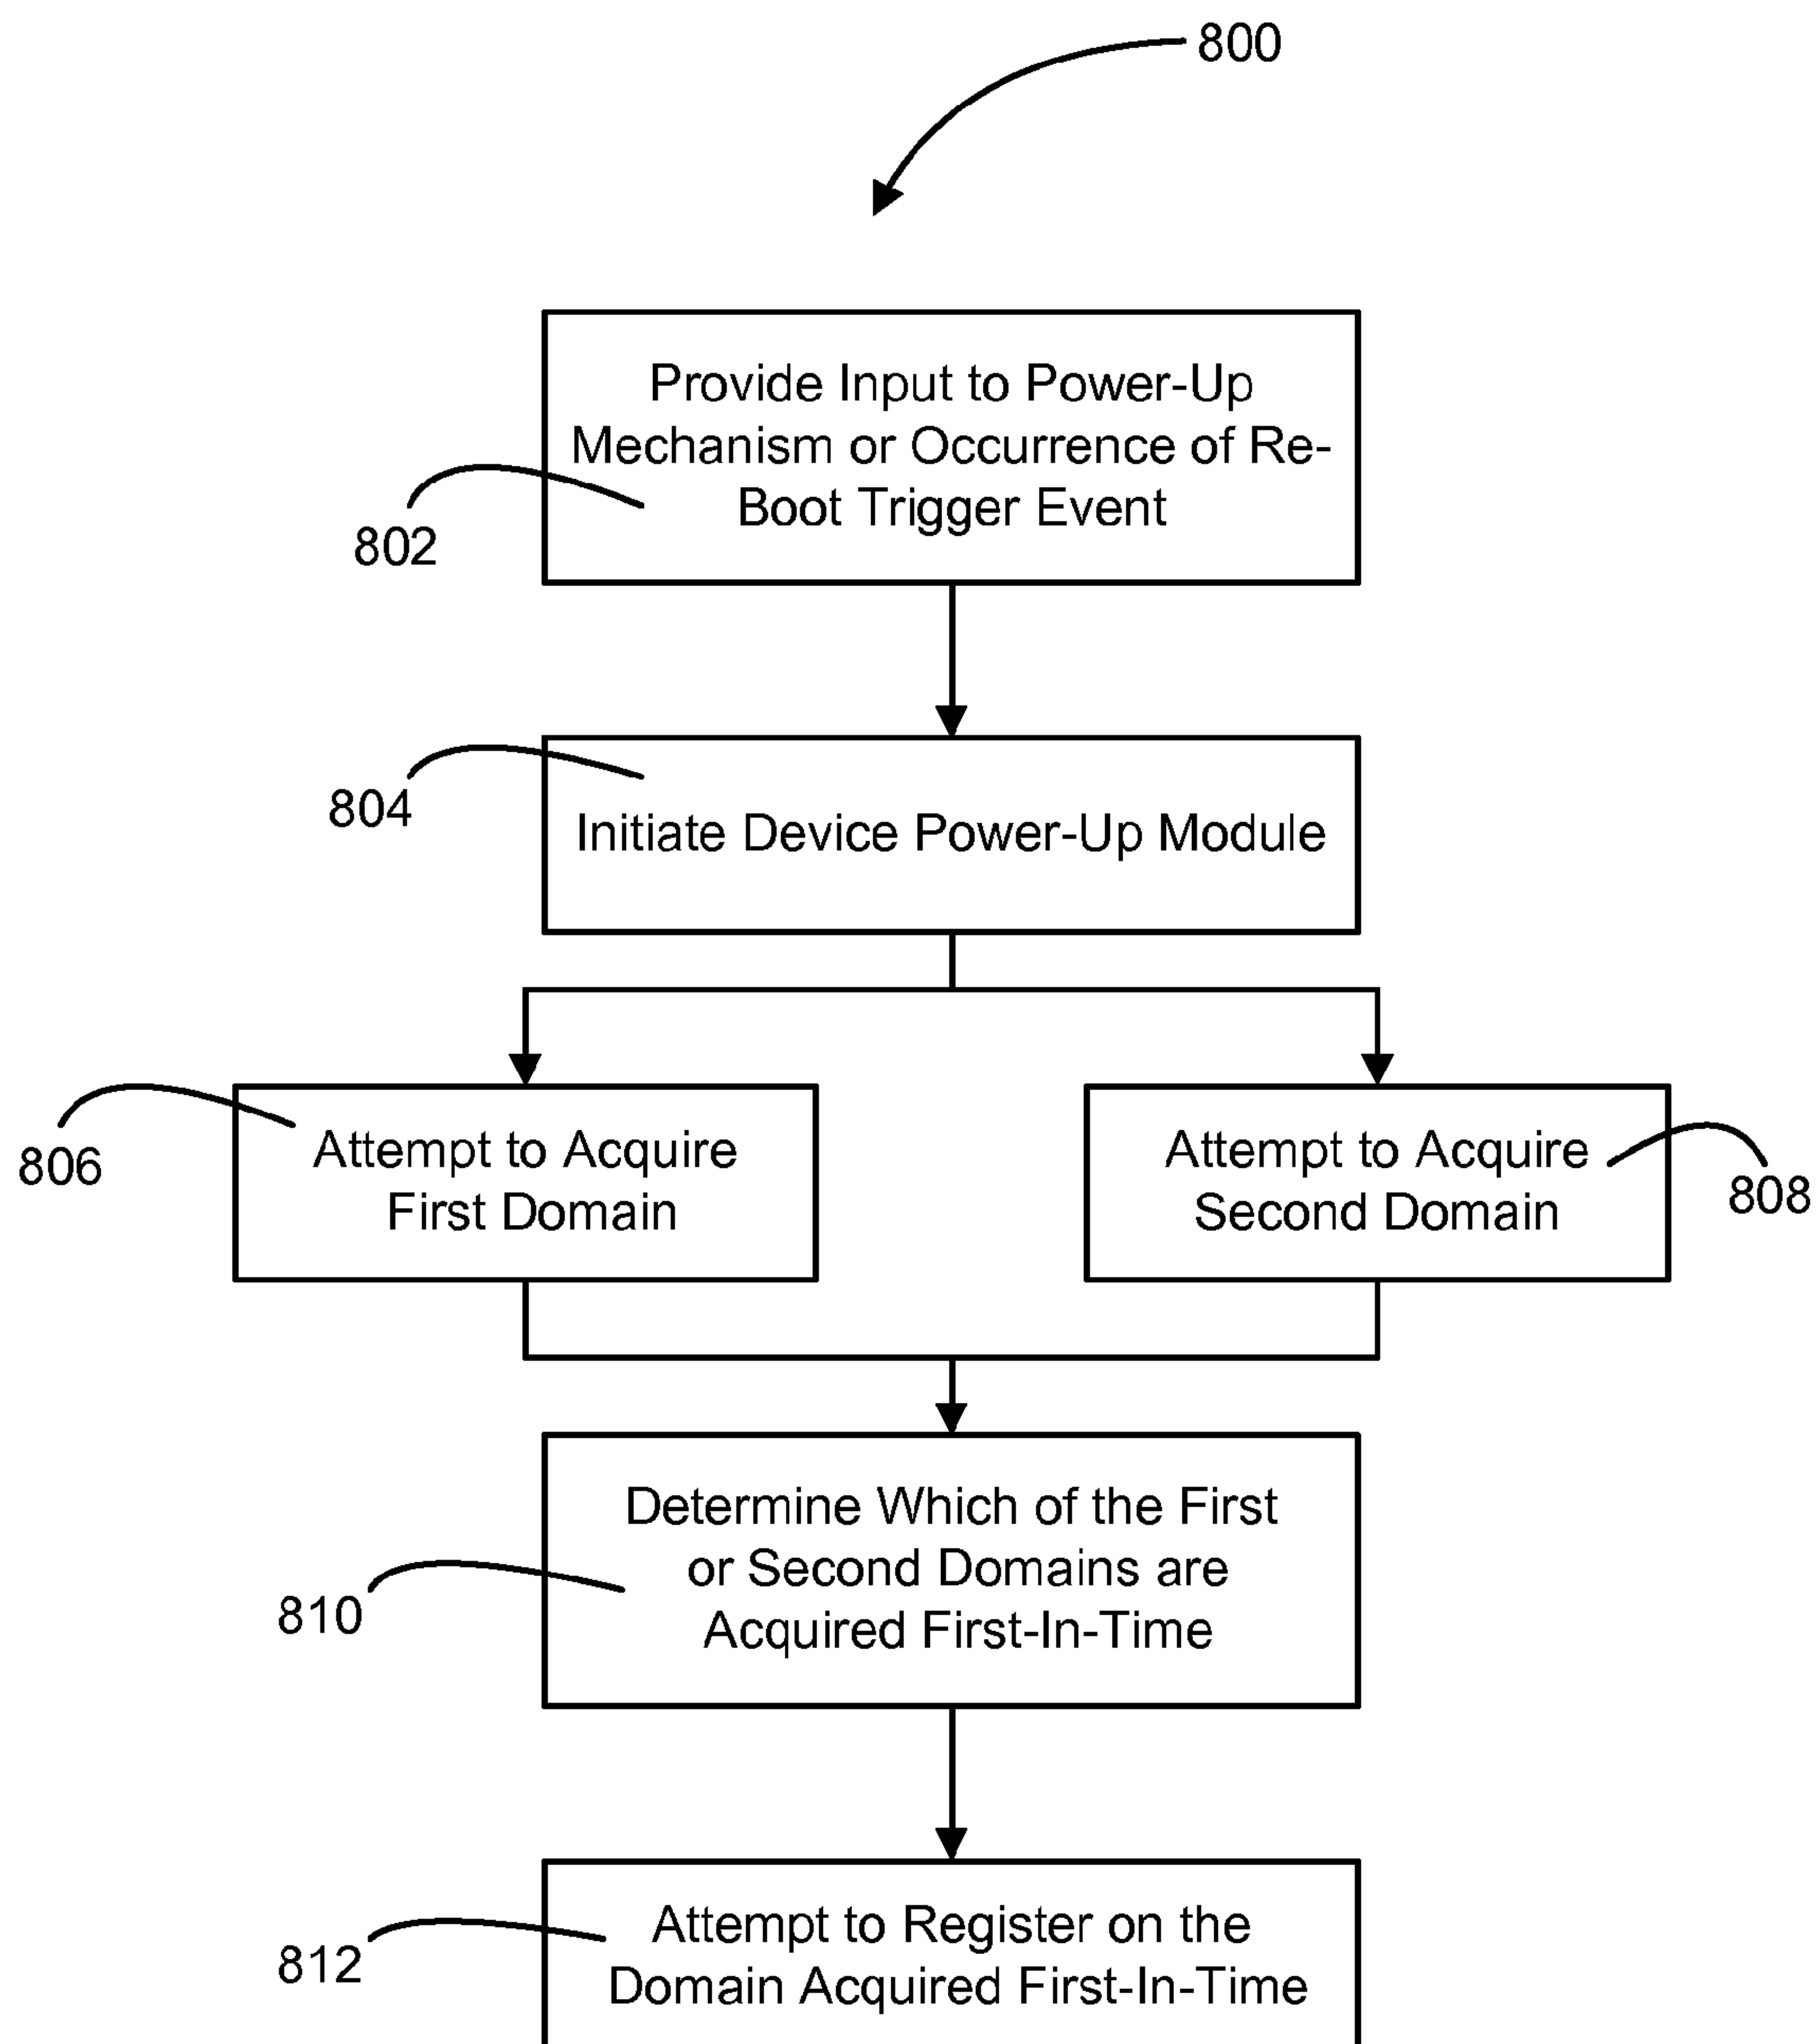 800
Provide Input to Power-Up
Mechanism or Occurrence of Re-
Boot Trigger Event
802
804
Initiate Device Power-Up Module
806
Attempt to Acquire
First Domain
Attempt to Acquire
Second Domain
808
Determine Which of the First
or Second Domains are
Acquired First-In-Time
810
Attempt to Register on the
Domain Acquired First-In-Time
812